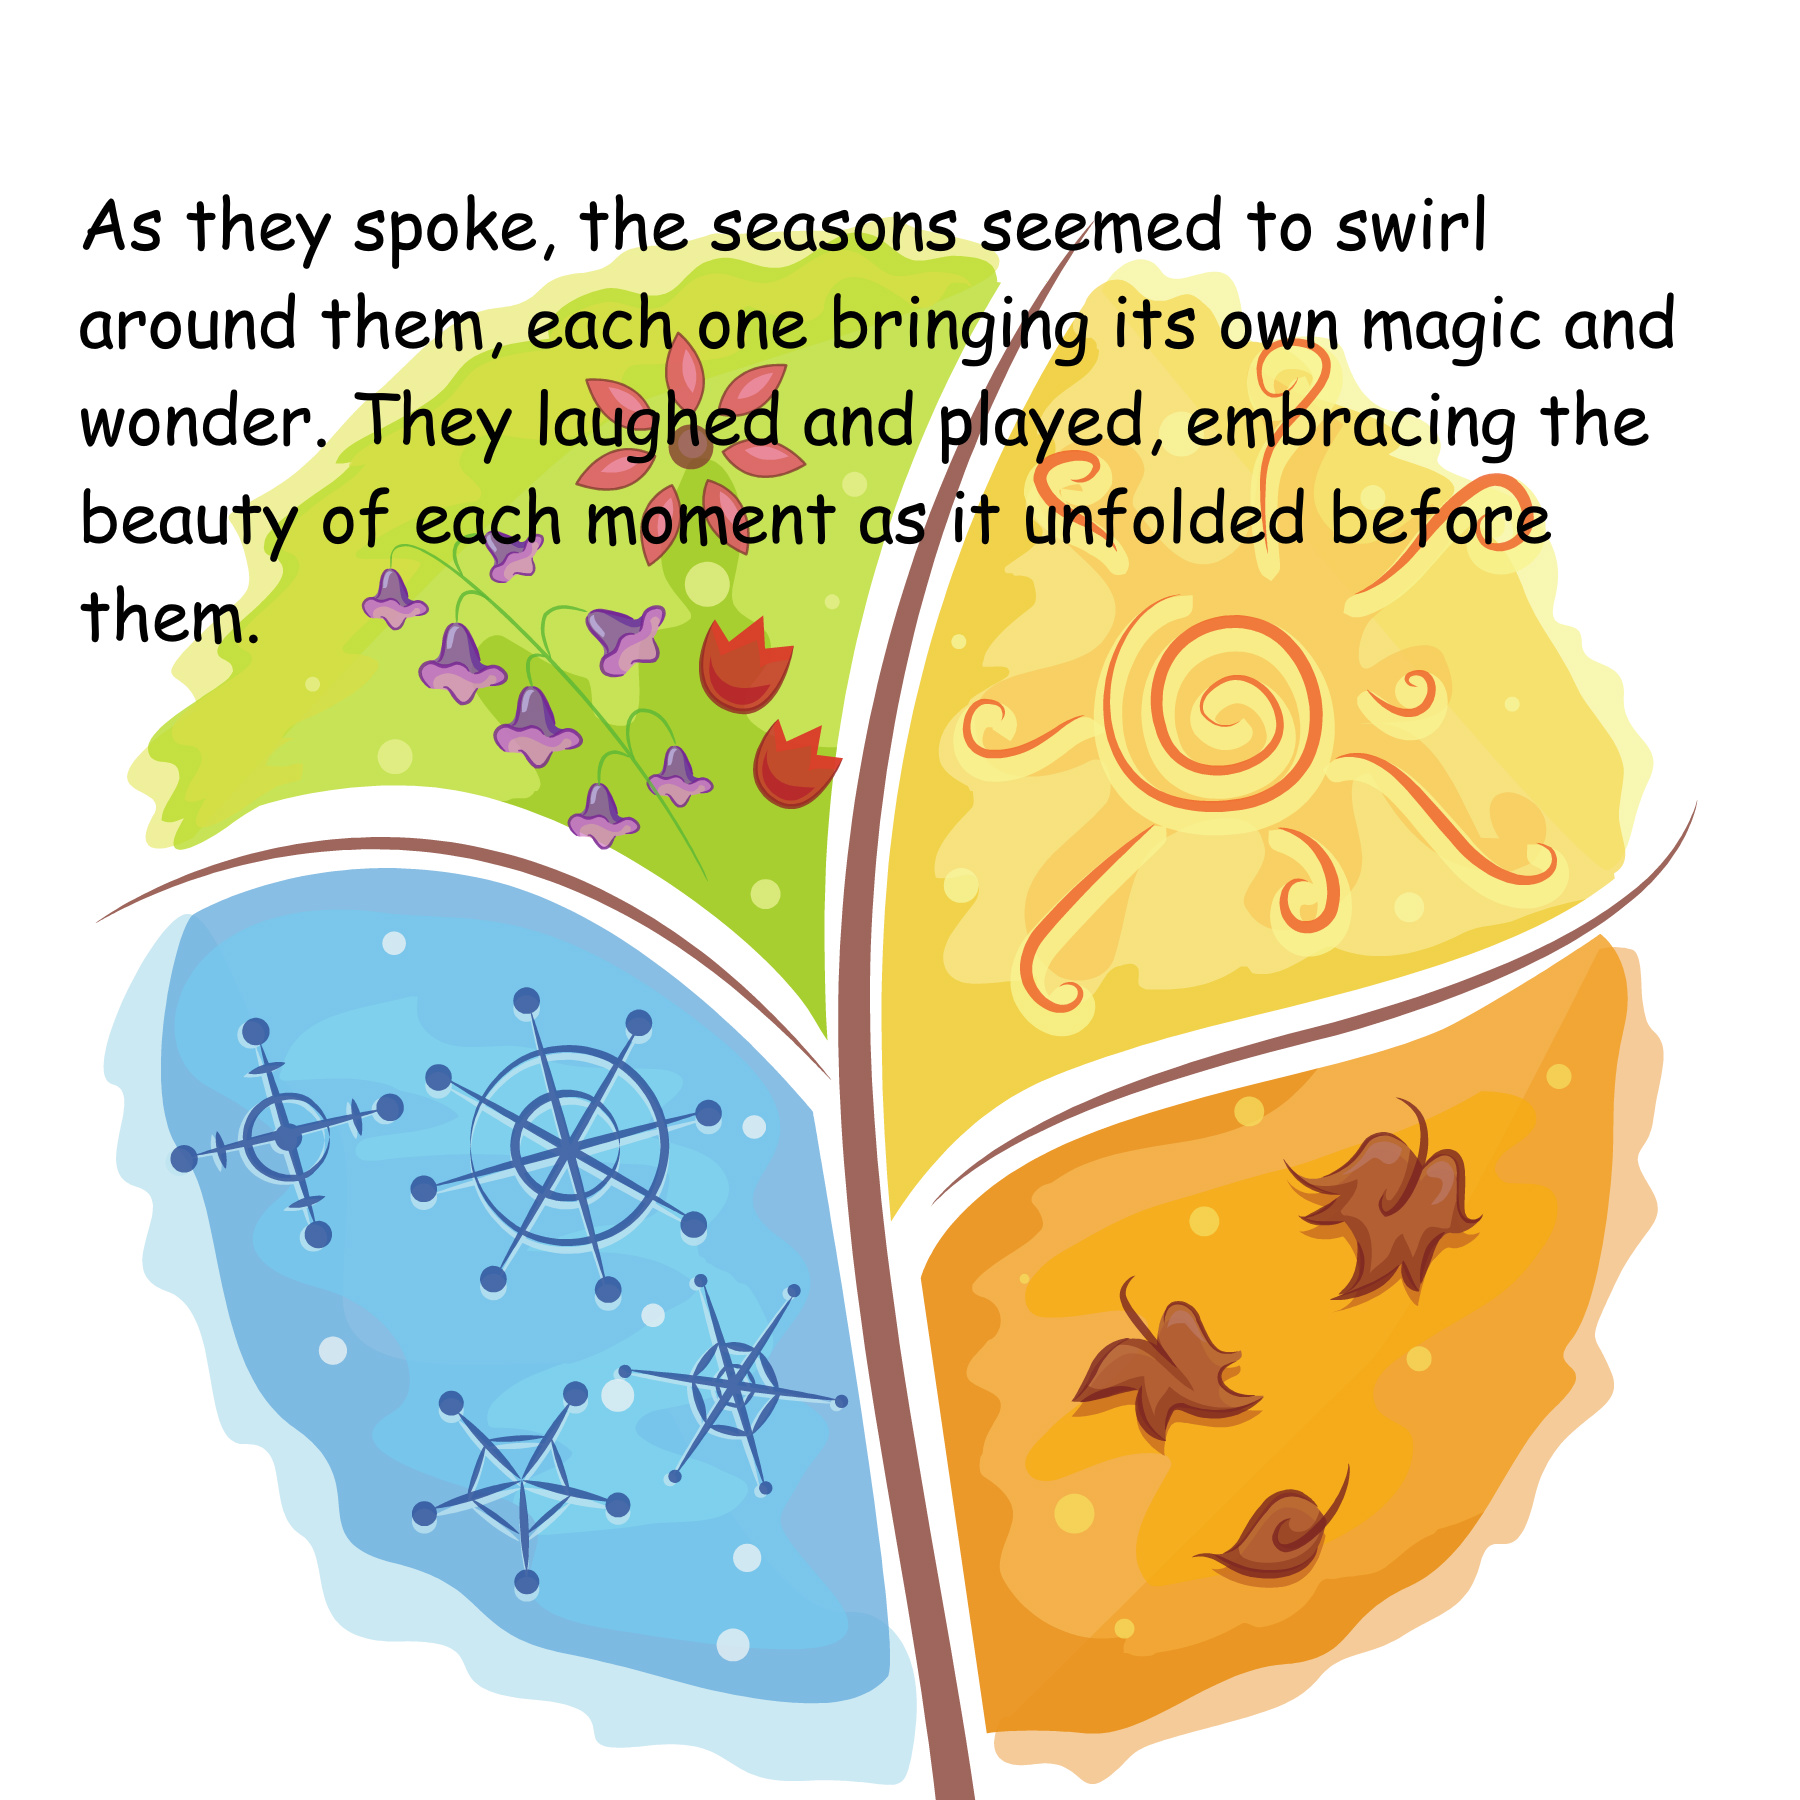 As they spoke, the seasons seemed to swirl
around them, each one bringing its own magic and
wonder. They laughed and played, embracing the
beauty of each moment as it unfolded before
them.